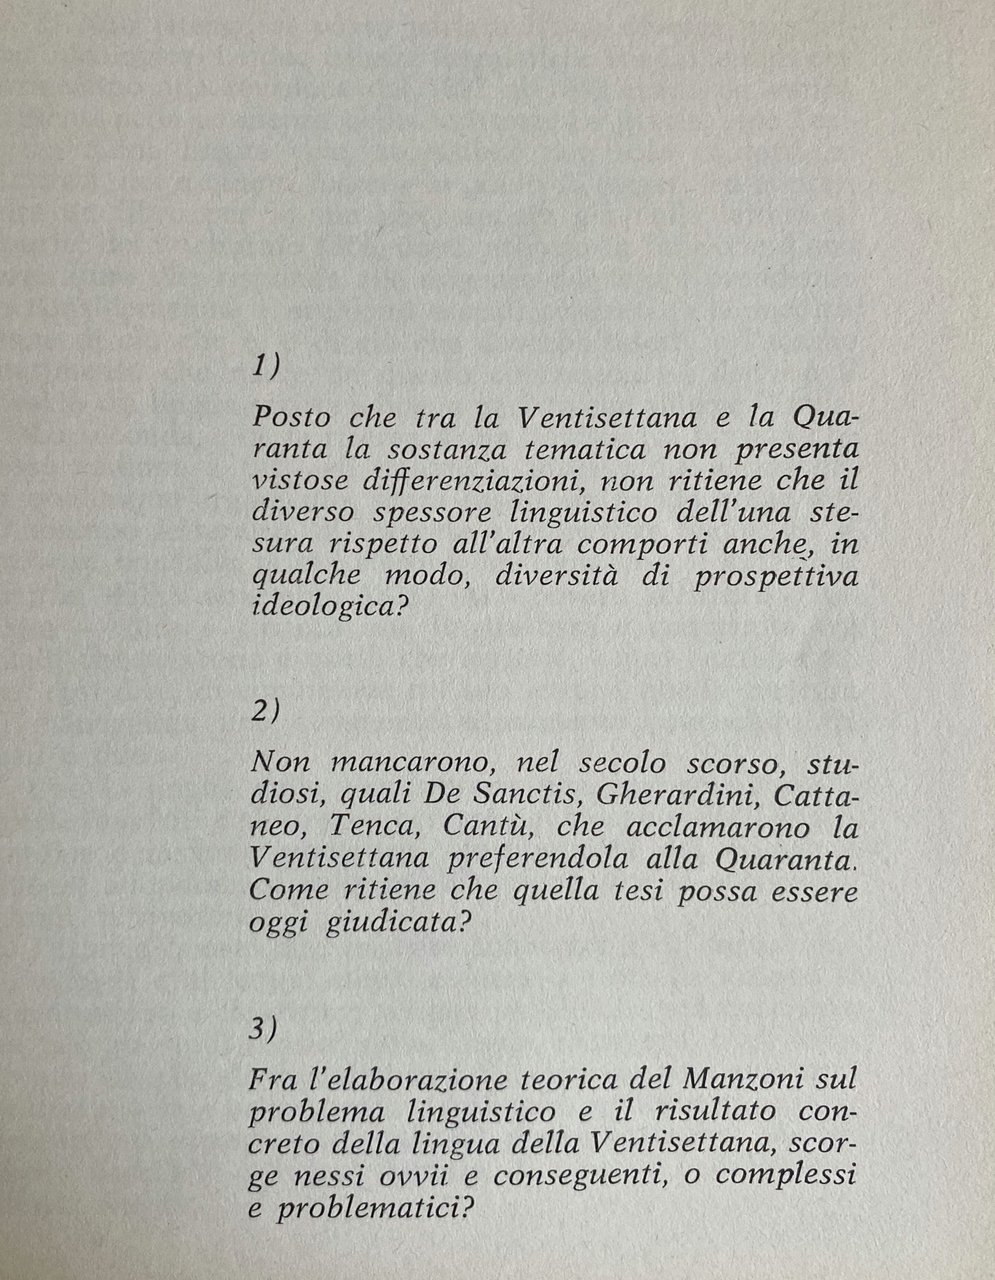 1)
Posto che tra la Ventisettana e la Qua-
ranta la sostanza tematica non presenta
vistose differenziazioni, non ritiene che il
diverso spessore linguistico dell'una ste-
sura rispetto all'altra comporti anche, in
qualche modo, diversità di prospettiva
ideologica?
2)
Non mancarono, nel secolo scorso, stu-
diosi, quali De Sanctis, Gherardini, Catta-
neo, Tenca, Cantù, che acclamarono la
Ventisettana preferendola alla Quaranta.
Come ritiene che quella tesi possa essere
oggi giudicata?
3)
Fra l'elaborazione teorica del Manzoni sul
problema linguistico e il risultato con-
creto della lingua della Ventisettana, scor-
ge nessi ovvii e conseguenti, o complessi
e problematici?